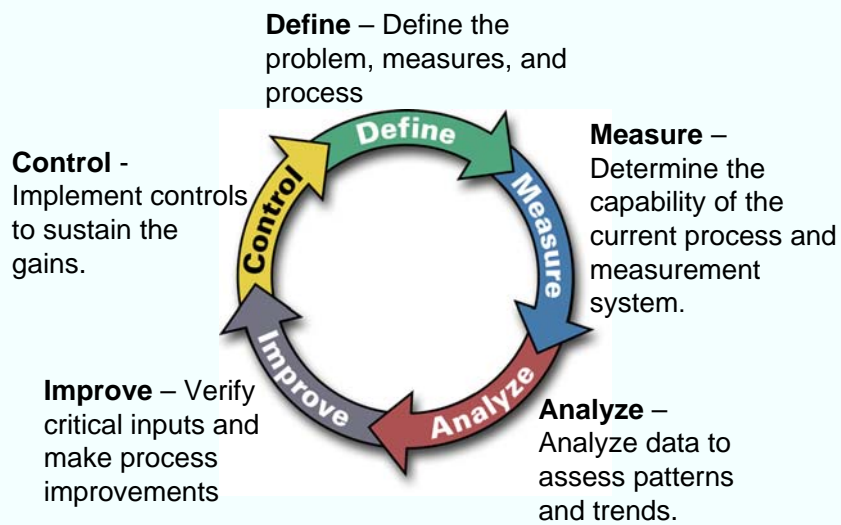 Define – Define the
problem, measures, and
process
Define
Measure –
Determine the
capability of the
current process and
measurement
system.
Measure
Analyze –
Analyze data to
assess patterns
and trends.
Analyze
Improve – Verify
critical inputs and
make process
improvements
Improve
Control -
Implement controls
to sustain the
gains.
Control